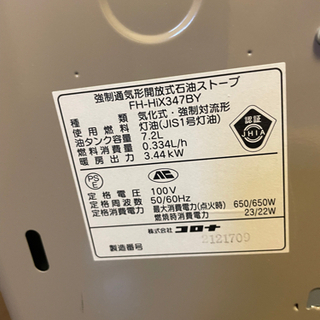 強制通気形開放式石油ストーブ
FH-HiX347BY
種類 気化式・強制対流形
使用燃料 灯油(JIS1号灯油)
油タンク容量 7.2L
燃料消費量 0.334L/h
暖房出力 3.44kW
認証
JHIA
PS
E
定格電圧 100V
定格周波数 50/60Hz
定格消費電力 最大消費電力(点火時) 650/650W
燃焼時消費電力 23/22W
株式会社 コロナ
製造番号 2121709